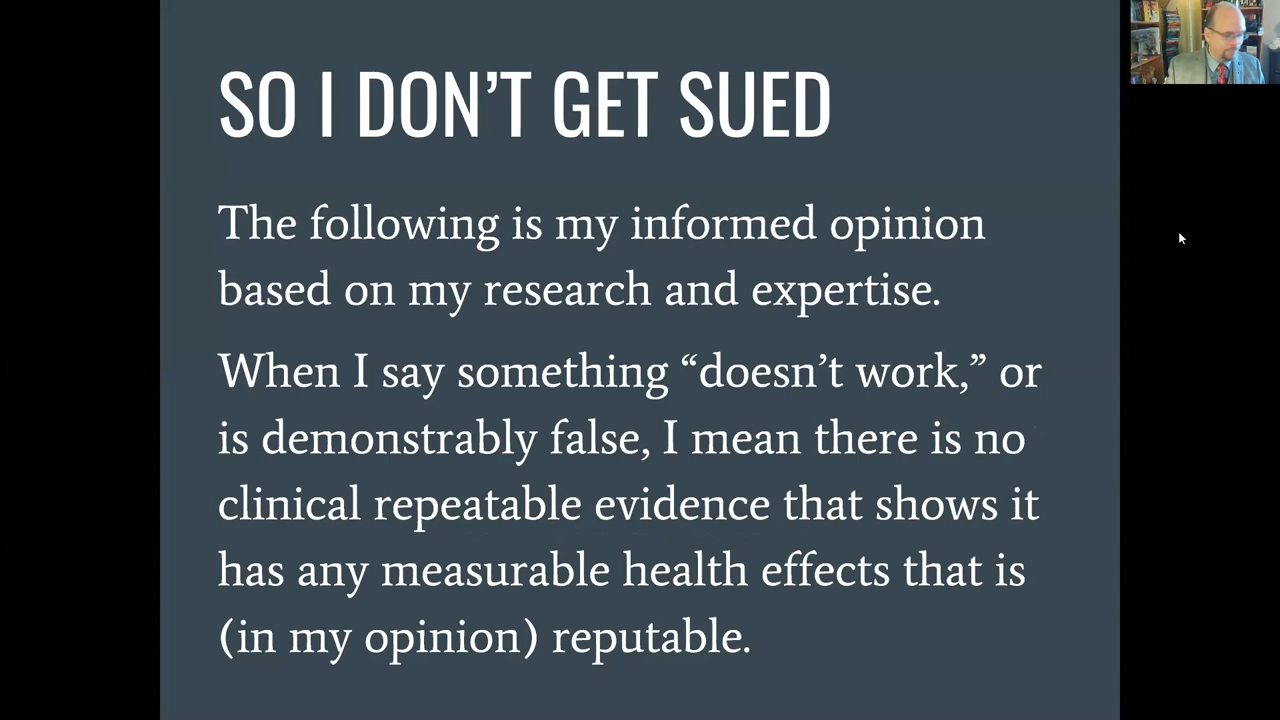 SO I DON’T GET SUED
The following is my informed opinion
based on my research and expertise.
When I say something “doesn’t work,” or
is demonstrably false, I mean there is no
clinical repeatable evidence that shows it
has any measurable health effects that is
(in my opinion) reputable.